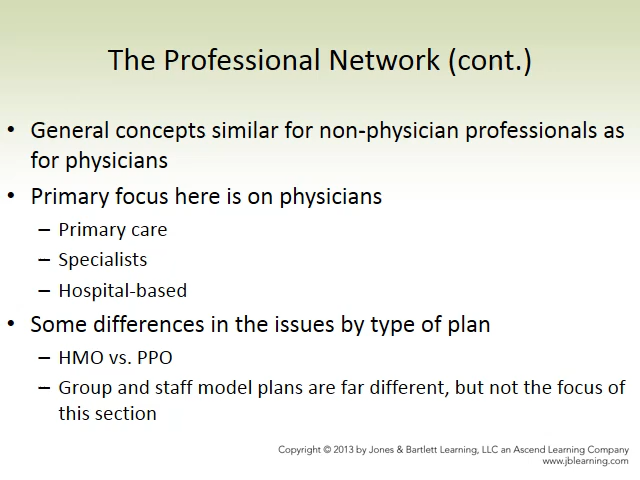 The Professional Network (cont.)
• General concepts similar for non-physician professionals as
for physicians
• Primary focus here is on physicians
– Primary care
– Specialists
– Hospital-based
• Some differences in the issues by type of plan
– HMO vs. PPO
– Group and staff model plans are far different, but not the focus of
this section
Copyright © 2013 by Jones & Bartlett Learning, LLC an Ascend Learning Company
www.jblearning.com